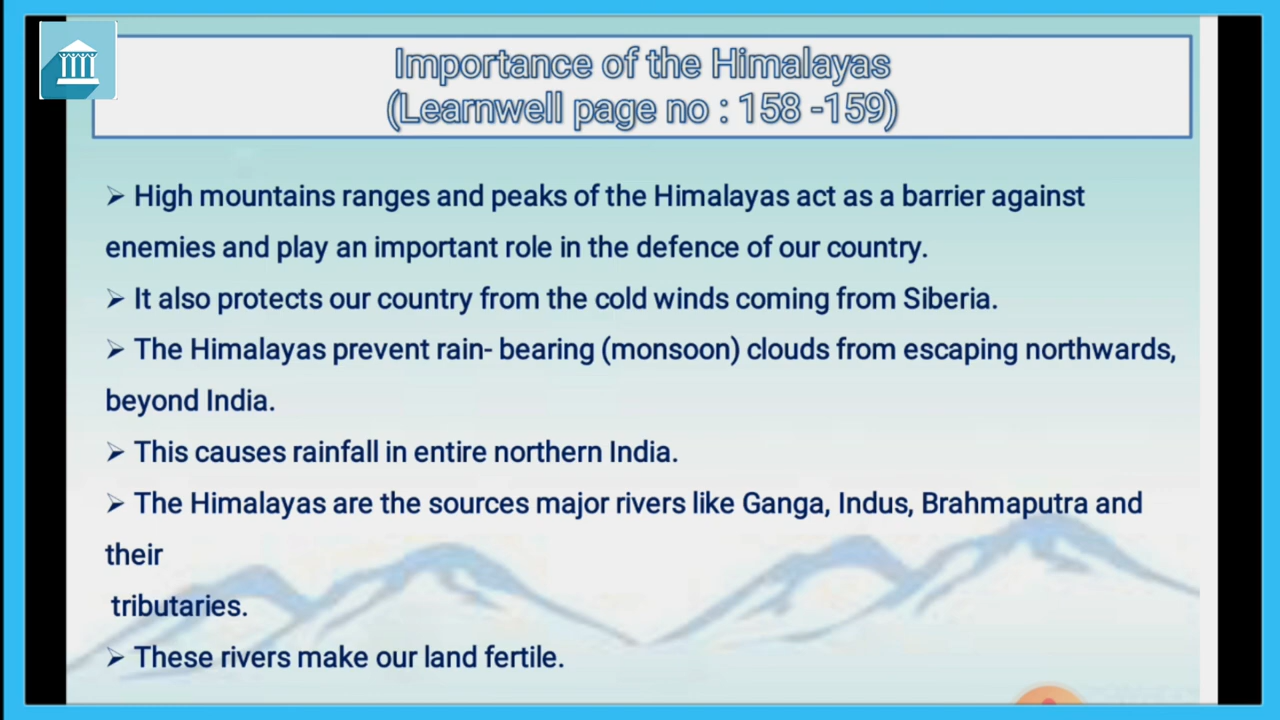 Importance of the Himalayas
(Learnwell page no : 158 -159)
➢ High mountains ranges and peaks of the Himalayas act as a barrier against
enemies and play an important role in the defence of our country.
➢ It also protects our country from the cold winds coming from Siberia.
➢ The Himalayas prevent rain- bearing (monsoon) clouds from escaping northwards,
beyond India.
➢ This causes rainfall in entire northern India.
➢ The Himalayas are the sources major rivers like Ganga, Indus, Brahmaputra and
their
tributaries.
➢ These rivers make our land fertile.